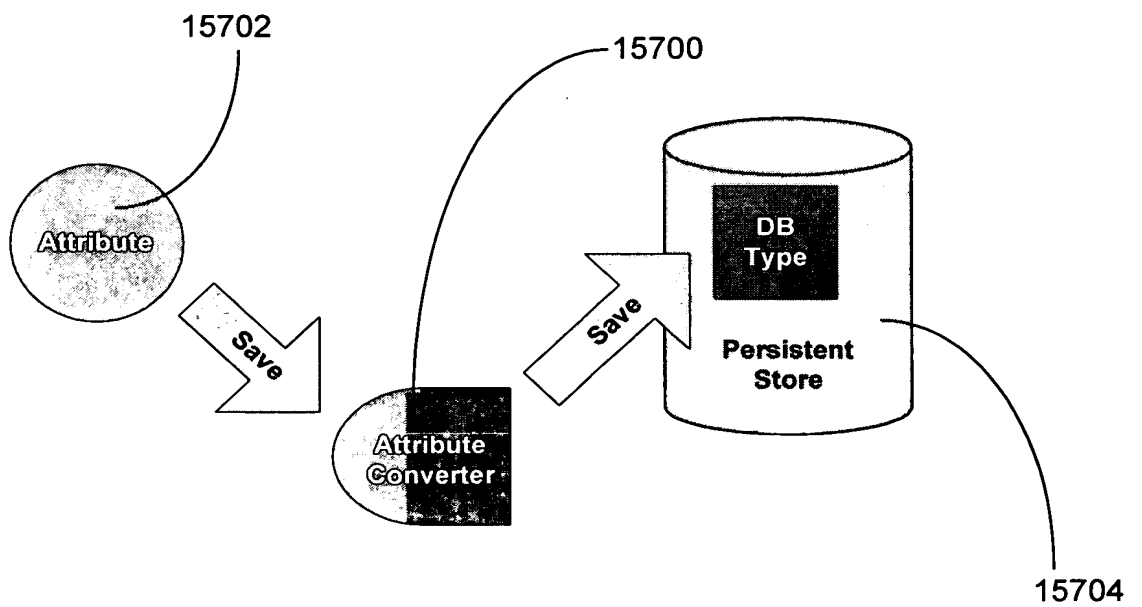 15702
15700
Attribute
Save
Attribute
Converter
Save
DB
Type
Persistent
Store
15704